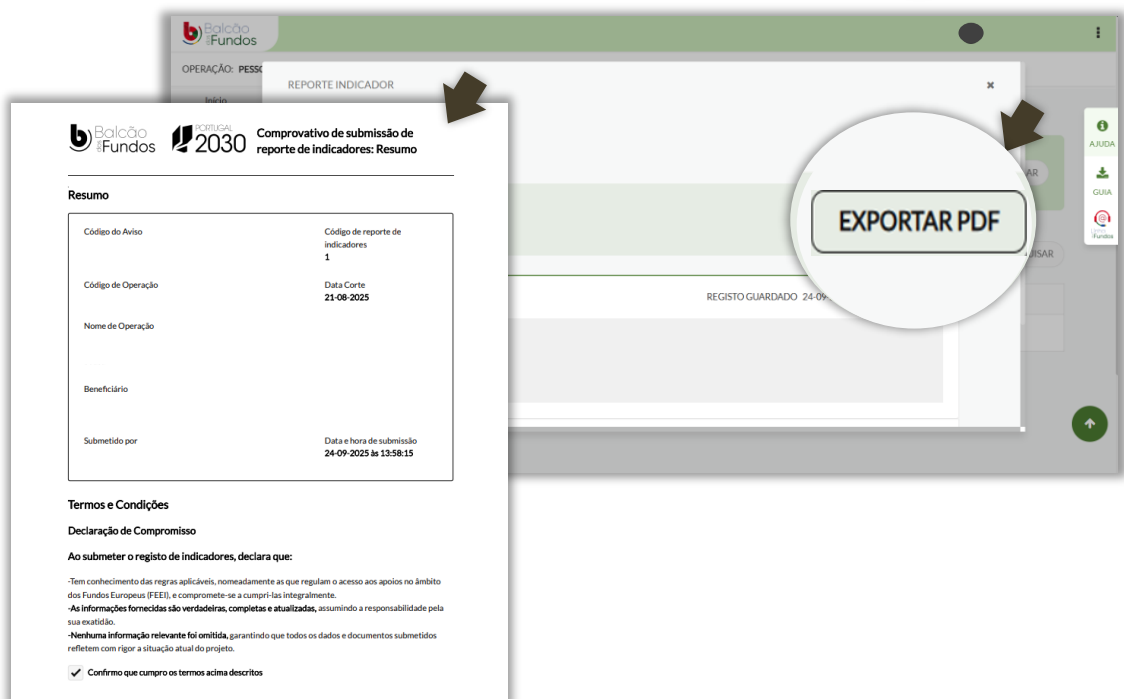 Balcão
dos Fundos
OPERAÇÃO: PESSO
Início
REPORTE INDICADOR
EXPORTAR PDF
REGISTO GUARDADO 24-09
AR
UISAR
AJUDA
GUIA
Fundos
Balcão
dos Fundos
PORTUGAL
2030
Comprovativo de submissão de
reporte de indicadores: Resumo
Resumo
Código do Aviso
Código de reporte de
indicadores
1
Código de Operação
Data Corte
21-08-2025
Nome de Operação
Beneficiário
Submetido por
Data e hora de submissão
24-09-2025 às 13:58:15
Termos e Condições
Declaração de Compromisso
Ao submeter o registo de indicadores, declara que:
-Tem conhecimento das regras aplicáveis, nomeadamente as que regulam o acesso aos apoios no âmbito
dos Fundos Europeus (FEEI), e compromete-se a cumpri-las integralmente.
-As informações fornecidas são verdadeiras, completas e atualizadas, assumindo a responsabilidade pela
sua exatidão.
-Nenhuma informação relevante foi omitida, garantindo que todos os dados e documentos submetidos
refletem com rigor a situação atual do projeto.
Confirmo que cumpro os termos acima descritos